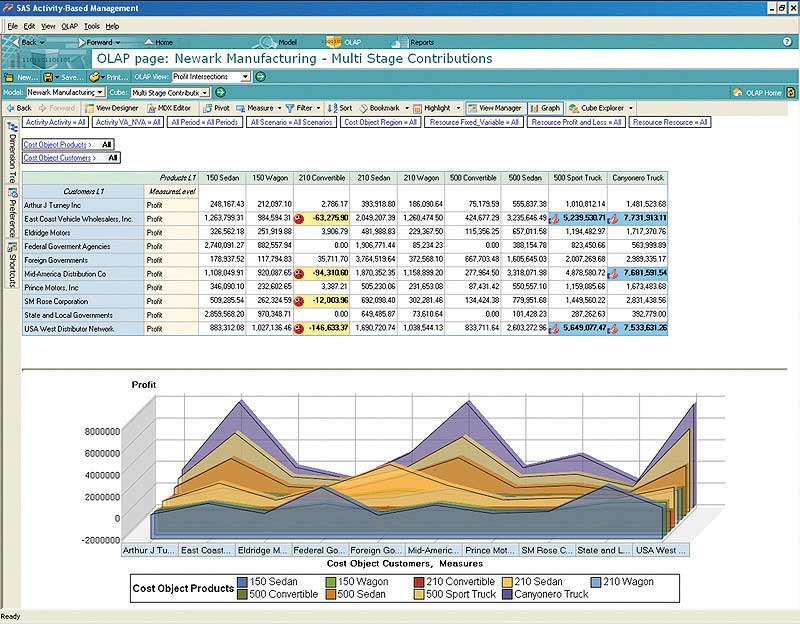 SAS Activity-Based Management
File Edit View OLAP Tools Help
Back Forward Home Model OLAP Reports
OLAP page: Newark Manufacturing - Multi Stage Contributions
New... Save... Print... OLAP View: Profit Intersections
Model: Newark Manufacturing Cube: Multi Stage Contributi OLAP Home
Back Forward View Designer MDX Editor Pivot Measure Filter Sort Bookmark Highlight View Manager Graph Cube Explorer
Activity Activity = All Activity VA_NVA = All All Period = All Periods All Scenario = All Scenarios Cost Object Region = All Resource Fixed_Variable = All Resource Profit and Loss = All Resource Resource = All
Dimension Tre
Preference
Shortcuts
Cost Object Products > All
Cost Object Customers > All
Products L1 150 Sedan 150 Wagon 210 Convertible 210 Sedan 210 Wagon 500 Convertible 500 Sedan 500 Sport Truck Canyonero Truck
Customers L1 MeasuresLevel
Arthur J Turney Inc Profit 248,167.43 212,097.10 2,786.17 393,918.80 186,090.64 75,179.59 555,837.38 1,010,812.14 1,481,523.68
East Coast Vehicle Wholesalers, Inc. Profit 1,263,799.31 984,594.31 -63,275.90 2,049,207.39 1,260,474.50 424,677.29 3,235,646.49 5,239,530.71 7,731,913.11
Eldridge Motors Profit 326,562.18 251,919.88 3,906.79 481,988.83 229,367.50 115,356.25 657,011.58 1,194,482.97 1,717,370.76
Federal Goverment Agencies Profit 2,740,091.27 882,557.94 0.00 1,906,771.44 85,234.23 0.00 388,154.78 823,450.66 563,999.89
Foreign Governments Profit 178,937.52 117,794.83 35,711.70 3,764,519.64 372,568.10 667,703.48 1,605,645.03 2,007,269.68 2,989,335.17
Mid-America Distribution Co Profit 1,108,049.91 920,087.65 -94,310.60 1,870,352.35 1,158,899.20 277,964.50 3,318,071.98 4,878,580.72 7,681,591.54
Prince Motors, Inc Profit 346,090.10 232,602.65 3,387.21 505,230.06 231,653.08 87,431.42 550,557.10 1,159,085.66 1,673,483.68
SM Rose Corporation Profit 509,285.54 262,324.59 -12,003.96 692,098.40 302,281.46 134,424.38 779,951.68 1,449,560.22 2,831,438.56
State and Local Governments Profit 2,859,568.20 970,348.71 0.00 649,485.87 73,610.64 0.00 101,428.23 287,262.63 392,779.00
USA West Distributor Network Profit 883,312.08 1,027,136.46 -146,633.37 1,690,720.74 1,038,544.13 833,711.64 2,603,272.96 5,649,077.47 7,533,631.26
Profit
8000000
6000000
4000000
2000000
0
-2000000
Arthur J Tu... East Coast... Eldridge M... Federal Go... Foreign Go... Mid-Americ... Prince Mot... SM Rose C... State and L... USA West ...
Cost Object Customers, Measures
Cost Object Products 150 Sedan 150 Wagon 210 Convertible 210 Sedan 210 Wagon
500 Convertible 500 Sedan 500 Sport Truck Canyonero Truck
Ready